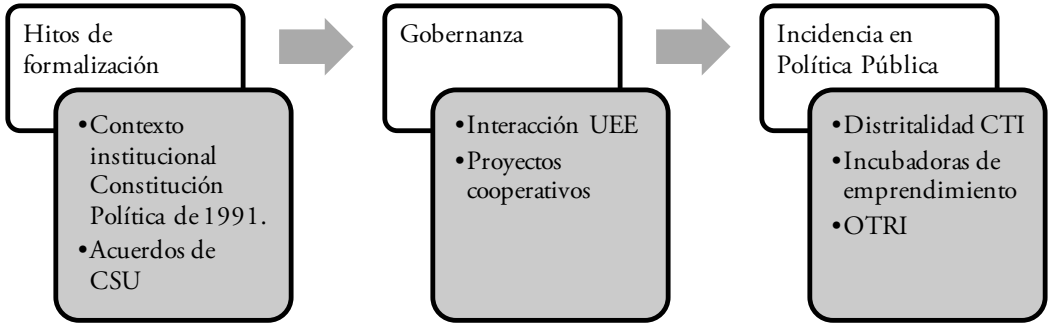 Hitos de
formalización
•Contexto
institucional
Constitución
Política de 1991.
•Acuerdos de
CSU
Gobernanza
•Interacción UEE
•Proyectos
cooperativos
Incidencia en
Política Pública
•Distritalidad CTI
•Incubadoras de
emprendimiento
•OTRI